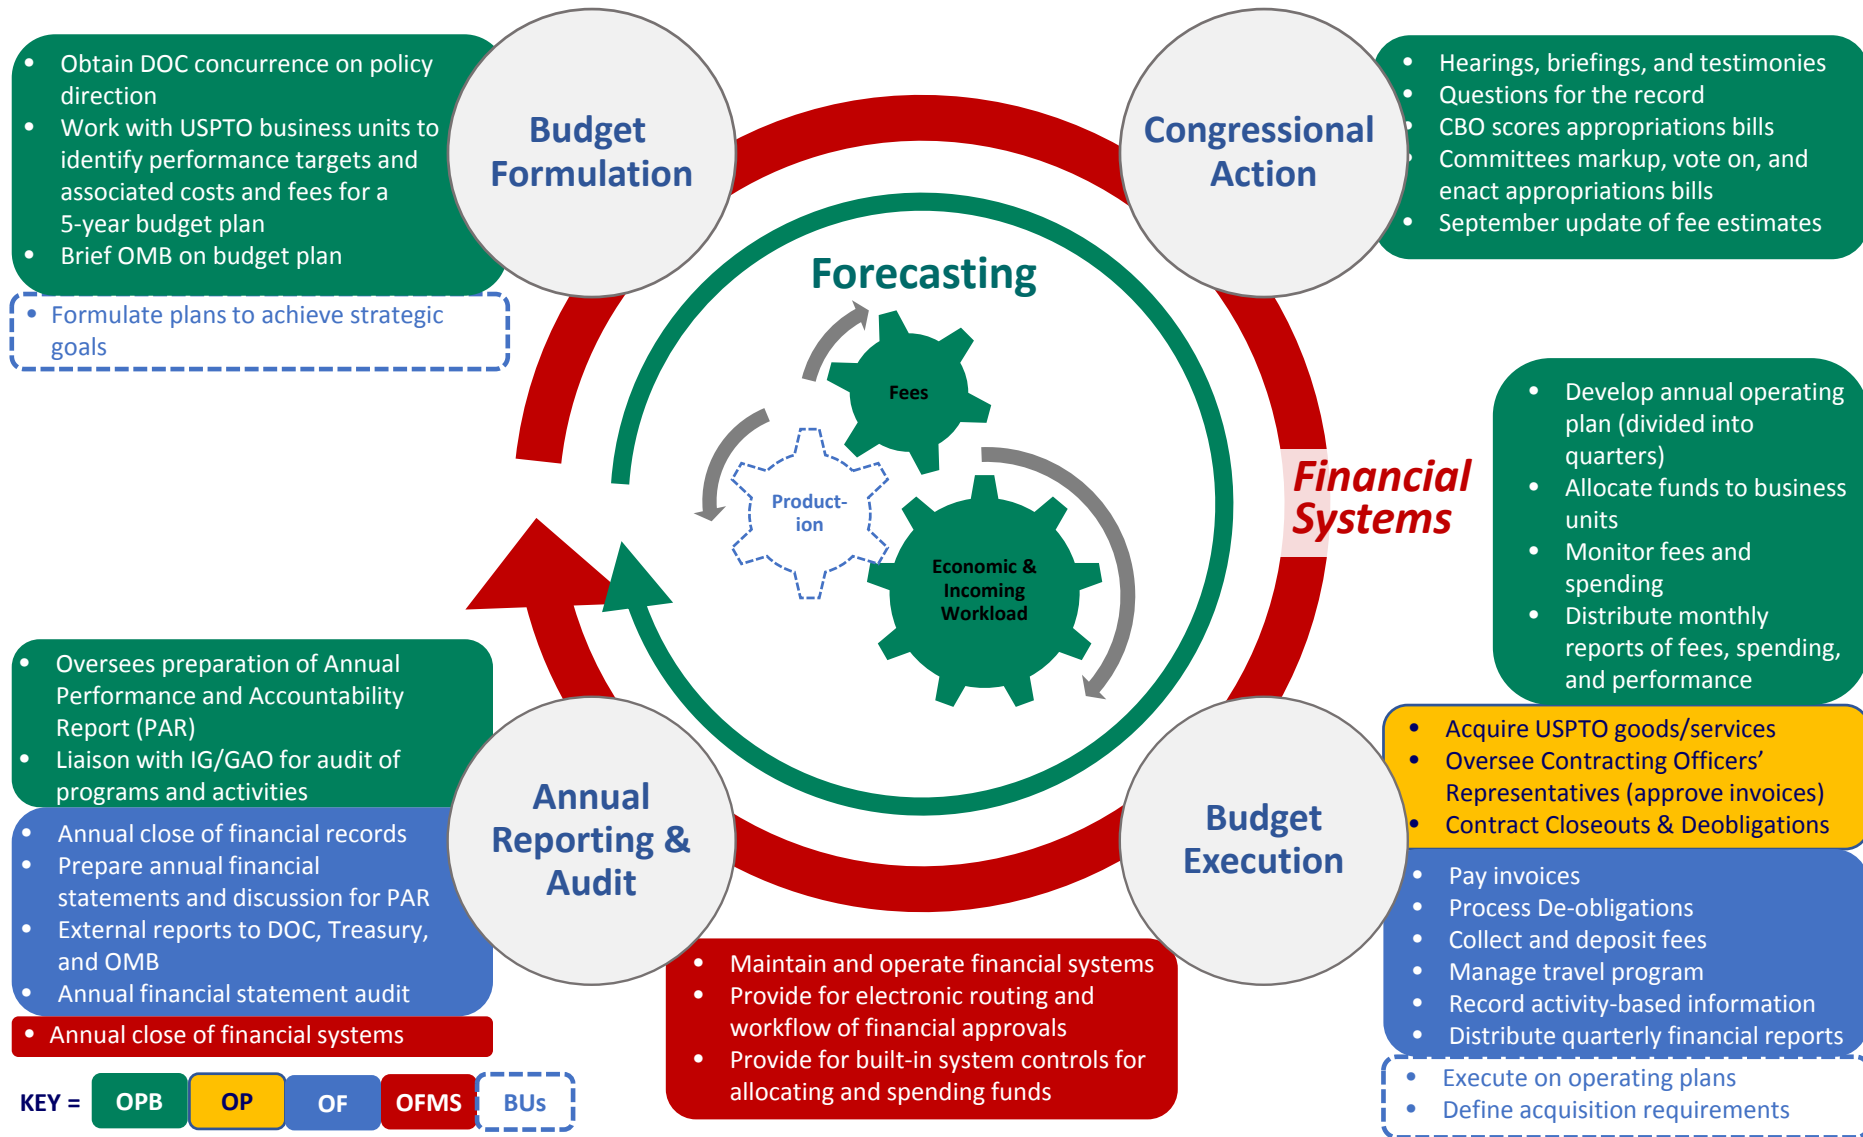 • Obtain DOC concurrence on policy
direction
• Work with USPTO business units to
identify performance targets and
associated costs and fees for a
5-year budget plan
• Brief OMB on budget plan
• Formulate plans to achieve strategic
goals
Budget
Formulation
Congressional
Action
• Hearings, briefings, and testimonies
• Questions for the record
• CBO scores appropriations bills
• Committees markup, vote on, and
enact appropriations bills
• September update of fee estimates
Forecasting
Fees
Product-
ion
Economic &
Incoming
Workload
Financial
Systems
• Develop annual operating
plan (divided into
quarters)
• Allocate funds to business
units
• Monitor fees and
spending
• Distribute monthly
reports of fees, spending,
and performance
• Acquire USPTO goods/services
• Oversee Contracting Officers’
Representatives (approve invoices)
• Contract Closeouts & Deobligations
• Pay invoices
• Process De-obligations
• Collect and deposit fees
• Manage travel program
• Record activity-based information
• Distribute quarterly financial reports
• Execute on operating plans
• Define acquisition requirements
Budget
Execution
• Maintain and operate financial systems
• Provide for electronic routing and
workflow of financial approvals
• Provide for built-in system controls for
allocating and spending funds
Annual
Reporting &
Audit
• Oversees preparation of Annual
Performance and Accountability
Report (PAR)
• Liaison with IG/GAO for audit of
programs and activities
• Annual close of financial records
• Prepare annual financial
statements and discussion for PAR
• External reports to DOC, Treasury,
and OMB
• Annual financial statement audit
• Annual close of financial systems
KEY = OPB OP OF OFMS BUs